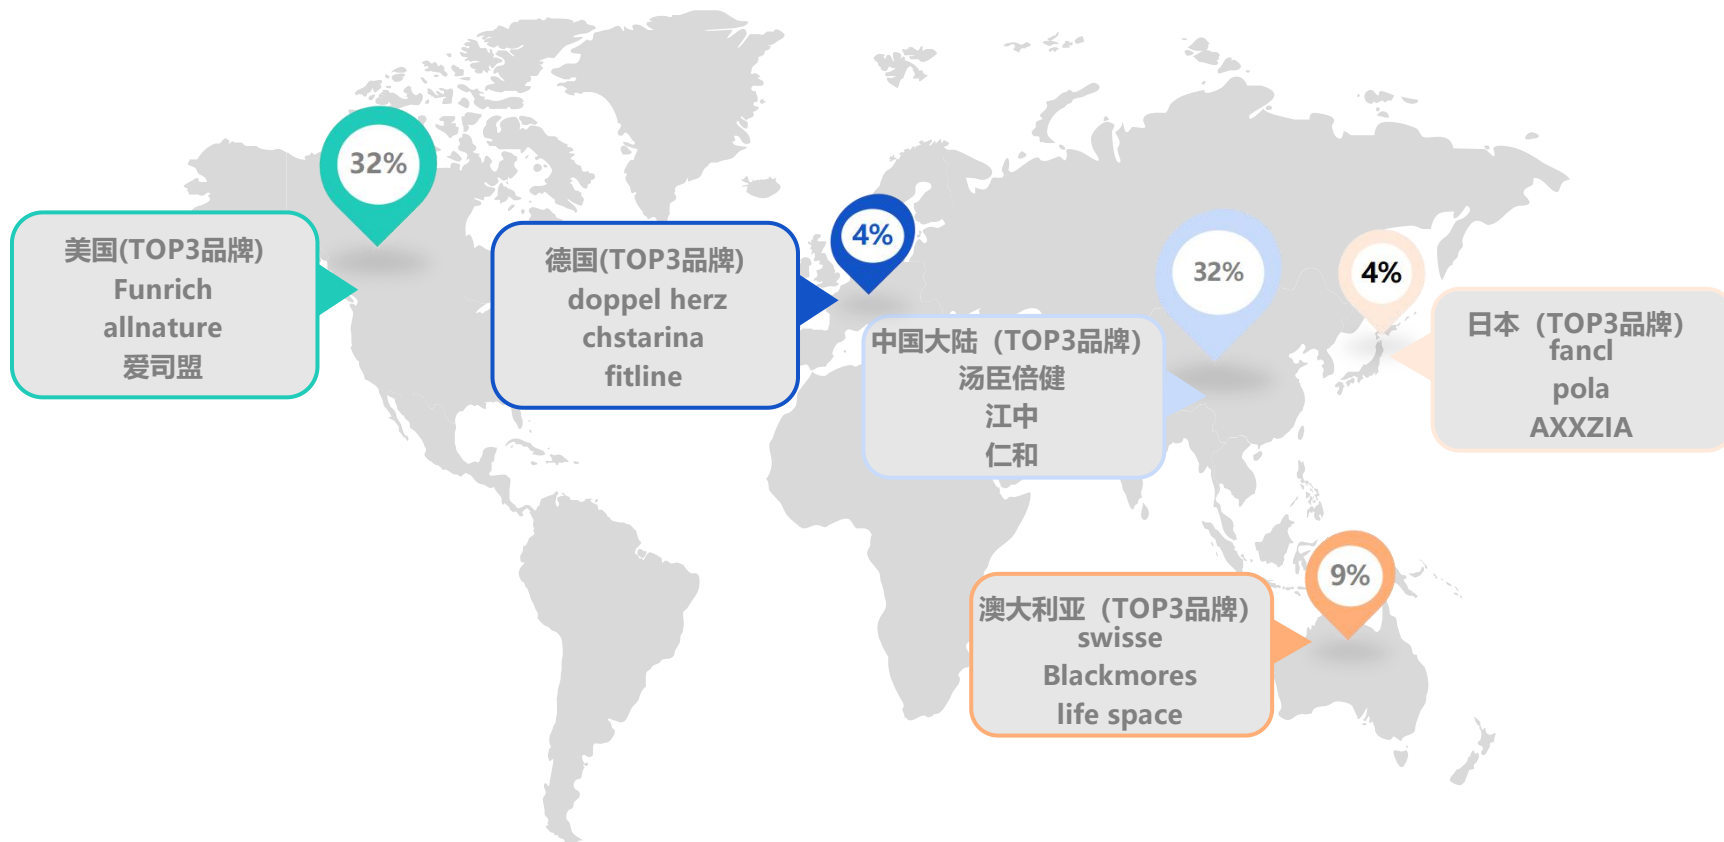 32%
美国(TOP3品牌)
Funrich
allnature
爱司盟
4%
德国(TOP3品牌)
doppel herz
chstarina
fitline
32%
中国大陆（TOP3品牌）
汤臣倍健
江中
仁和
4%
日本（TOP3品牌）
fancl
pola
AXXZIA
9%
澳大利亚（TOP3品牌）
swisse
Blackmores
life space